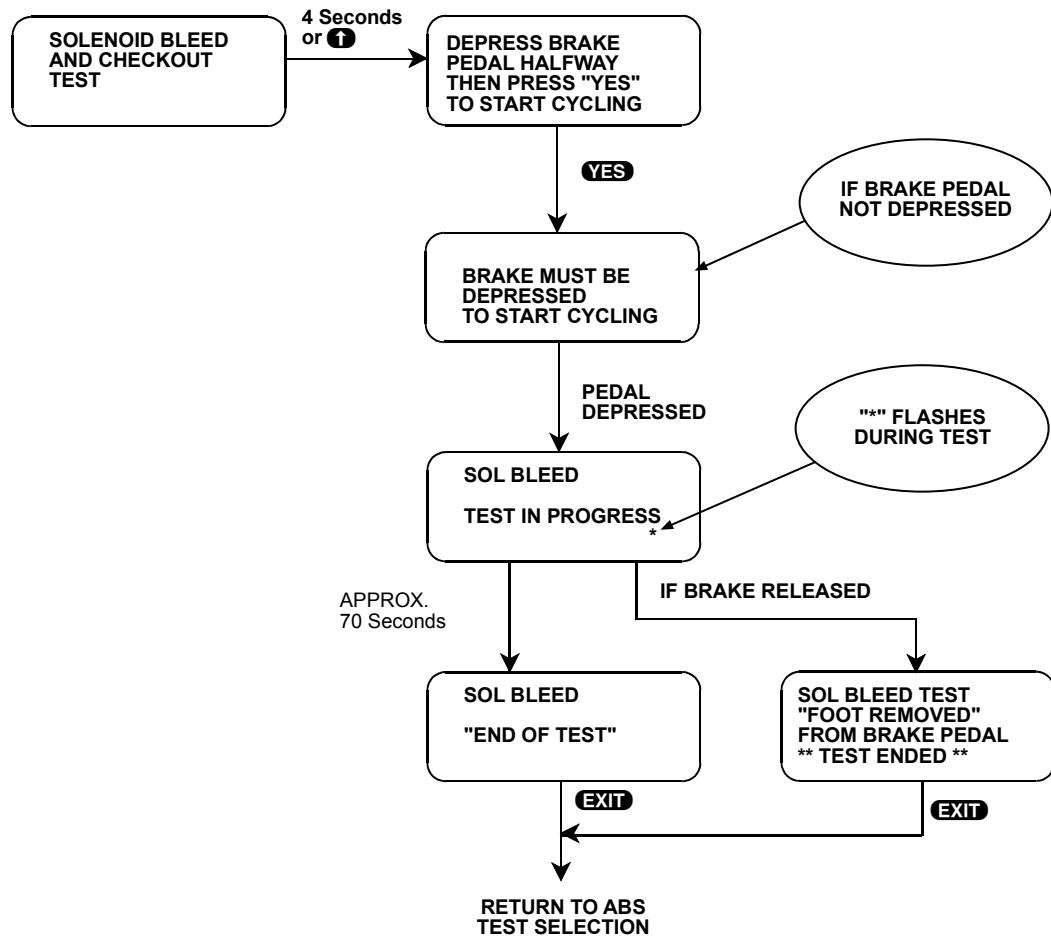 SOLENOID BLEED
AND CHECKOUT
TEST
4 Seconds
or ↑
DEPRESS BRAKE
PEDAL HALFWAY
THEN PRESS "YES"
TO START CYCLING
YES
IF BRAKE PEDAL
NOT DEPRESSED
BRAKE MUST BE
DEPRESSED
TO START CYCLING
PEDAL
DEPRESSED
"*" FLASHES
DURING TEST
SOL BLEED
TEST IN PROGRESS
*
APPROX.
70 Seconds
IF BRAKE RELEASED
SOL BLEED
"END OF TEST"
SOL BLEED TEST
"FOOT REMOVED"
FROM BRAKE PEDAL
** TEST ENDED **
EXIT
EXIT
RETURN TO ABS
TEST SELECTION